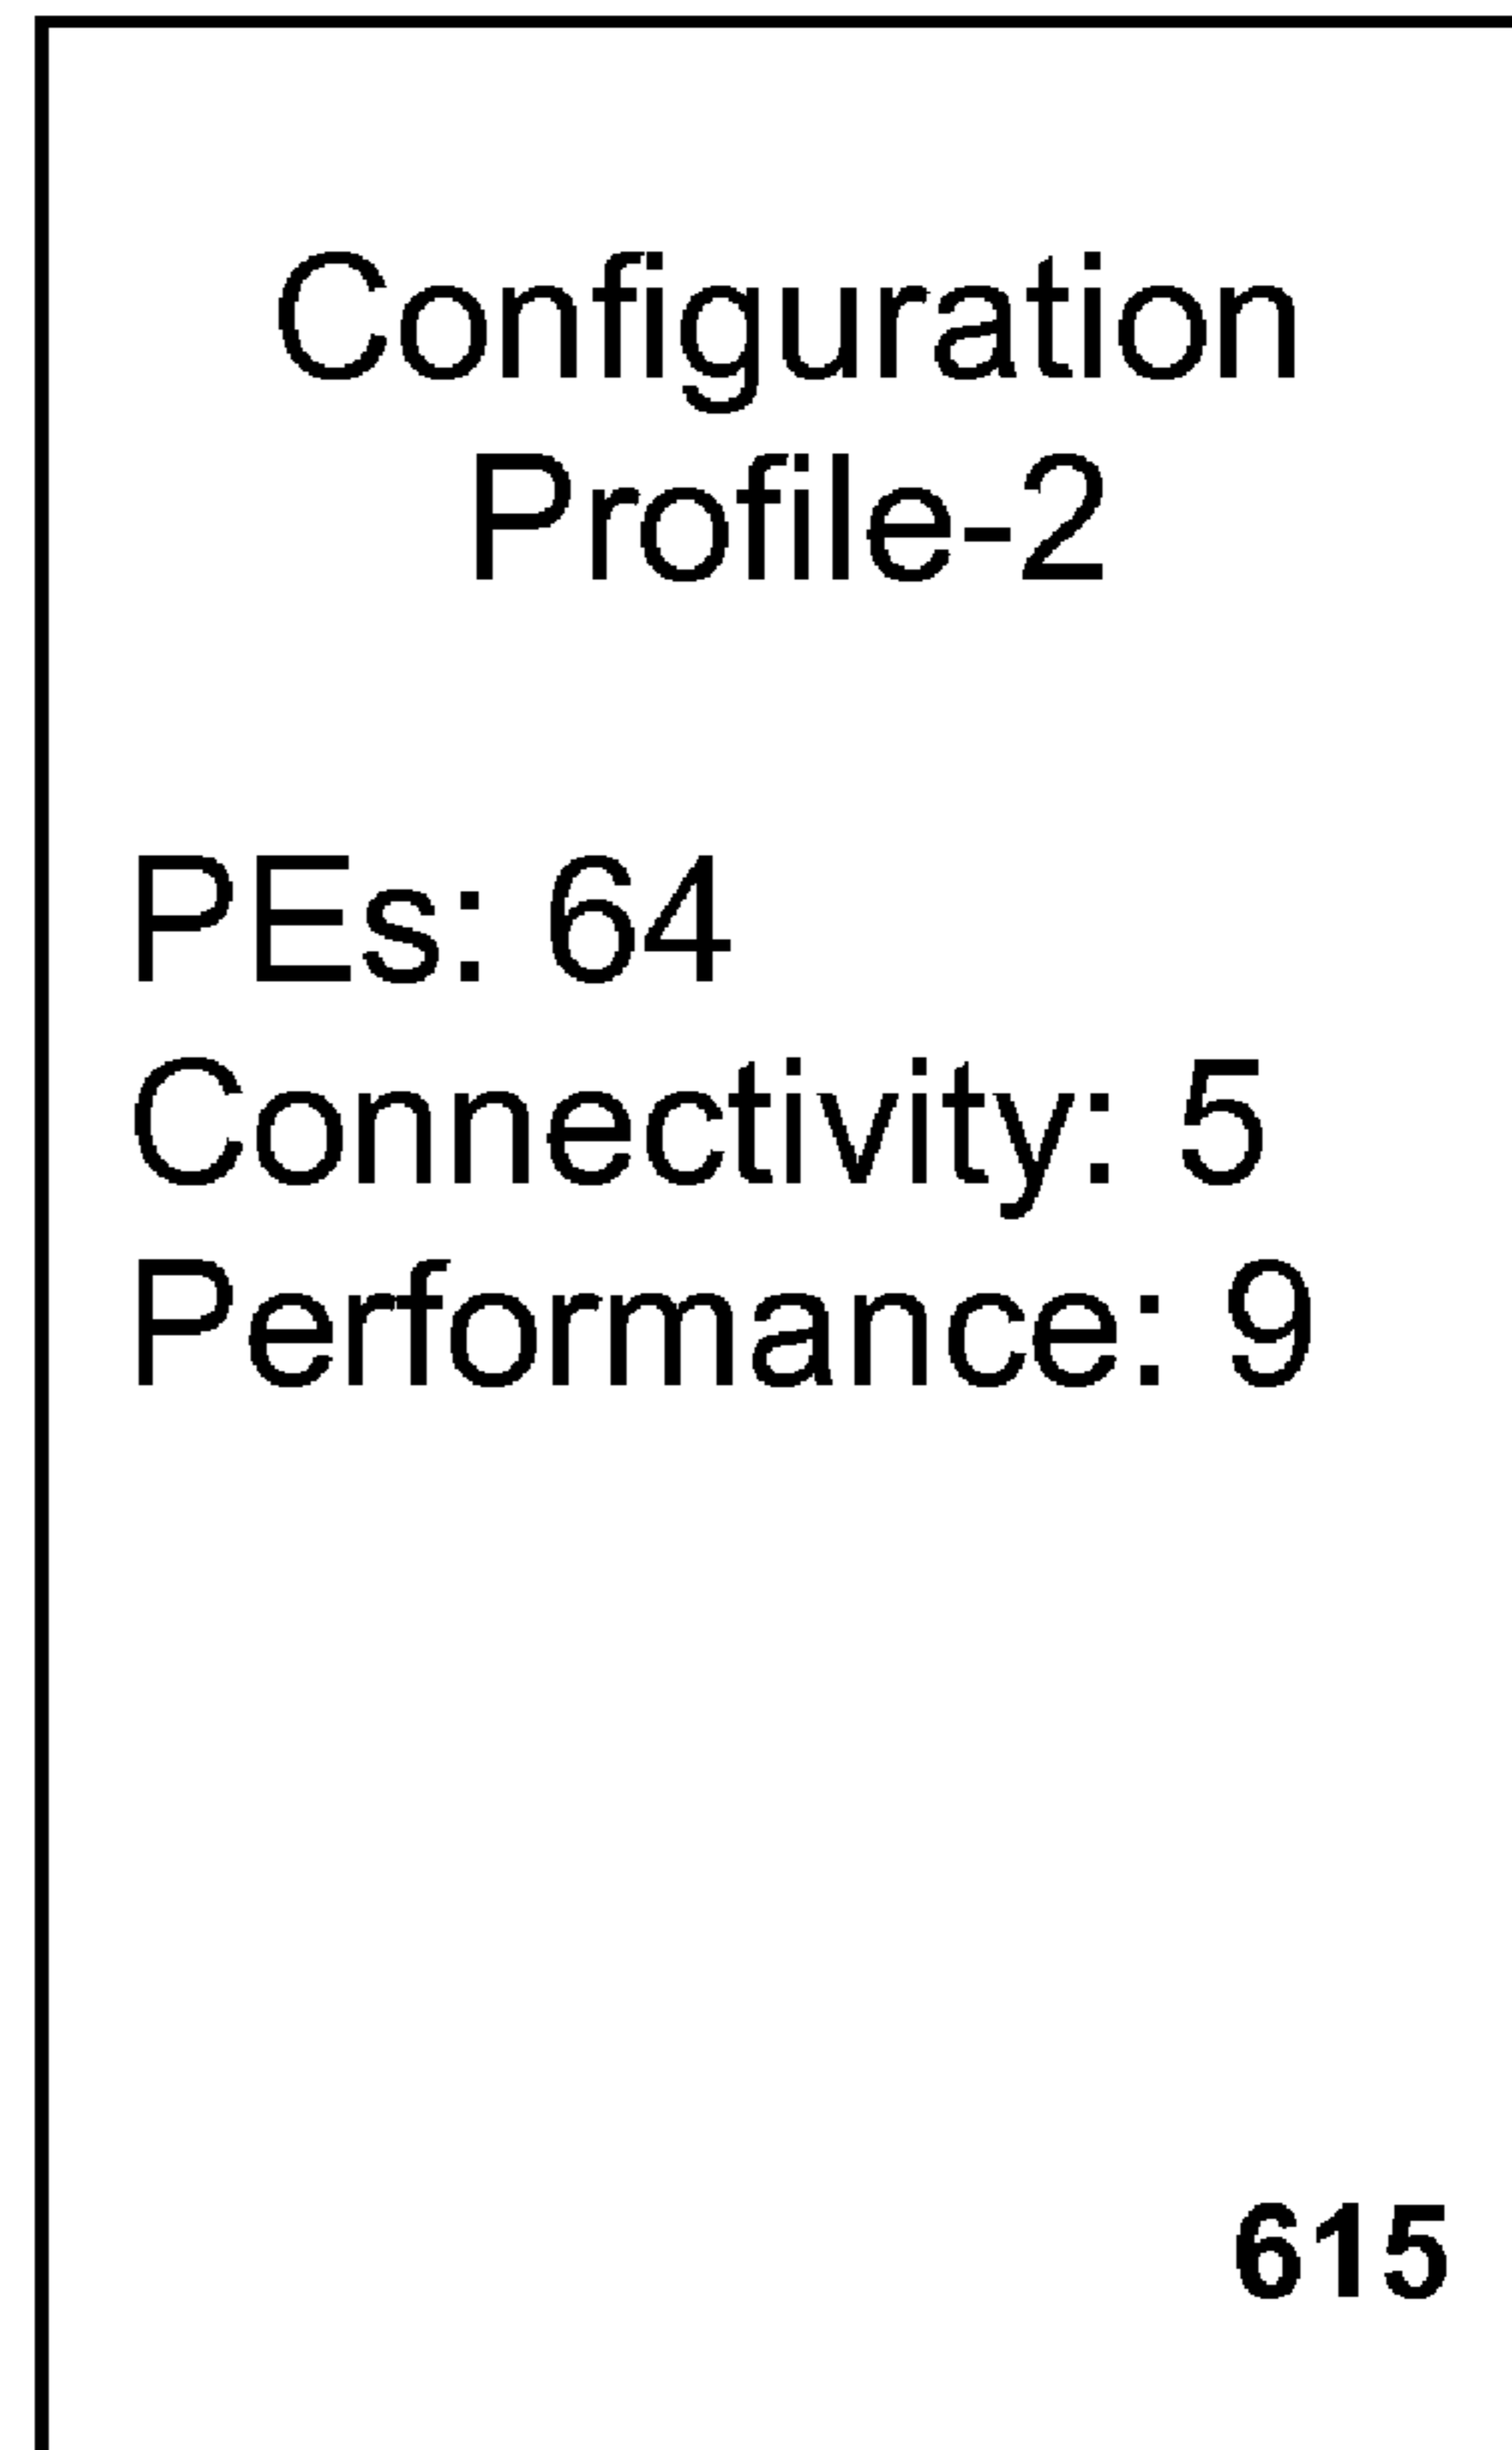 Configuration
Profile-2
PEs: 64
Connectivity: 5
Performance: 9
615